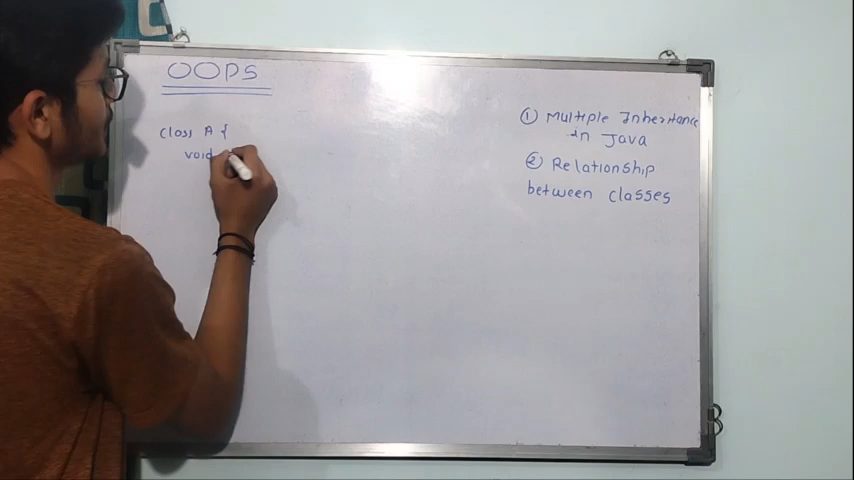 OOPS
class A {
void
① Multiple Inheritance
in Java
② Relationship
between classes